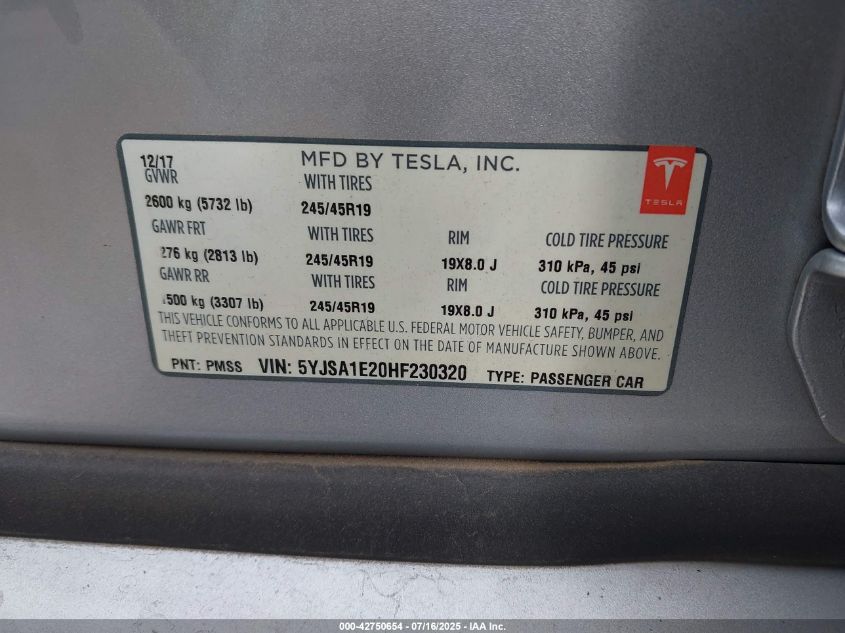 12/17 MFD BY TESLA, INC.
GVWR WITH TIRES
TESLA
2600 kg (5732 lb) 245/45R19
GAWR FRT WITH TIRES RIM COLD TIRE PRESSURE
276 kg (2813 lb) 245/45R19 19X8.0 J 310 kPa, 45 psi
GAWR RR WITH TIRES RIM COLD TIRE PRESSURE
500 kg (3307 lb) 245/45R19 19X8.0 J 310 kPa, 45 psi
THIS VEHICLE CONFORMS TO ALL APPLICABLE U.S. FEDERAL MOTOR VEHICLE SAFETY, BUMPER, AND
THEFT PREVENTION STANDARDS IN EFFECT ON THE DATE OF MANUFACTURE SHOWN ABOVE.
PNT: PMSS VIN: 5YJSA1E20HF230320 TYPE: PASSENGER CAR
000-42750654 - 07/16/2025 - IAA Inc.